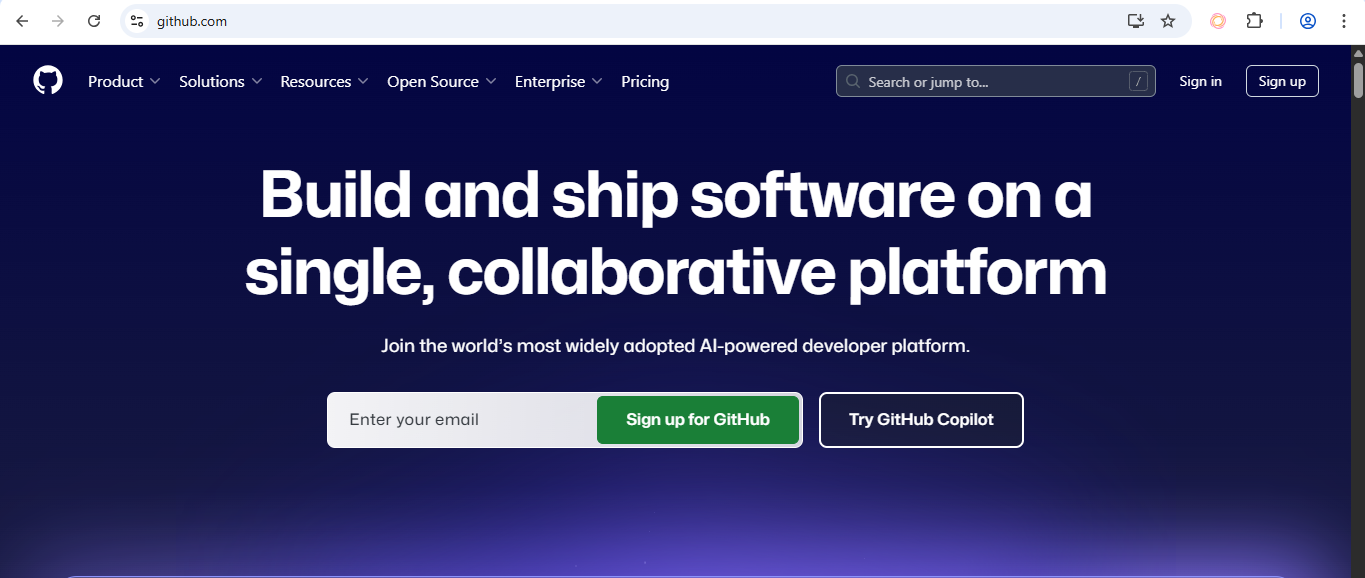 github.com
Product Solutions Resources Open Source Enterprise Pricing Search or jump to... / Sign in Sign up
Build and ship software on a
single, collaborative platform
Join the world's most widely adopted AI-powered developer platform.
Enter your email Sign up for GitHub Try GitHub Copilot